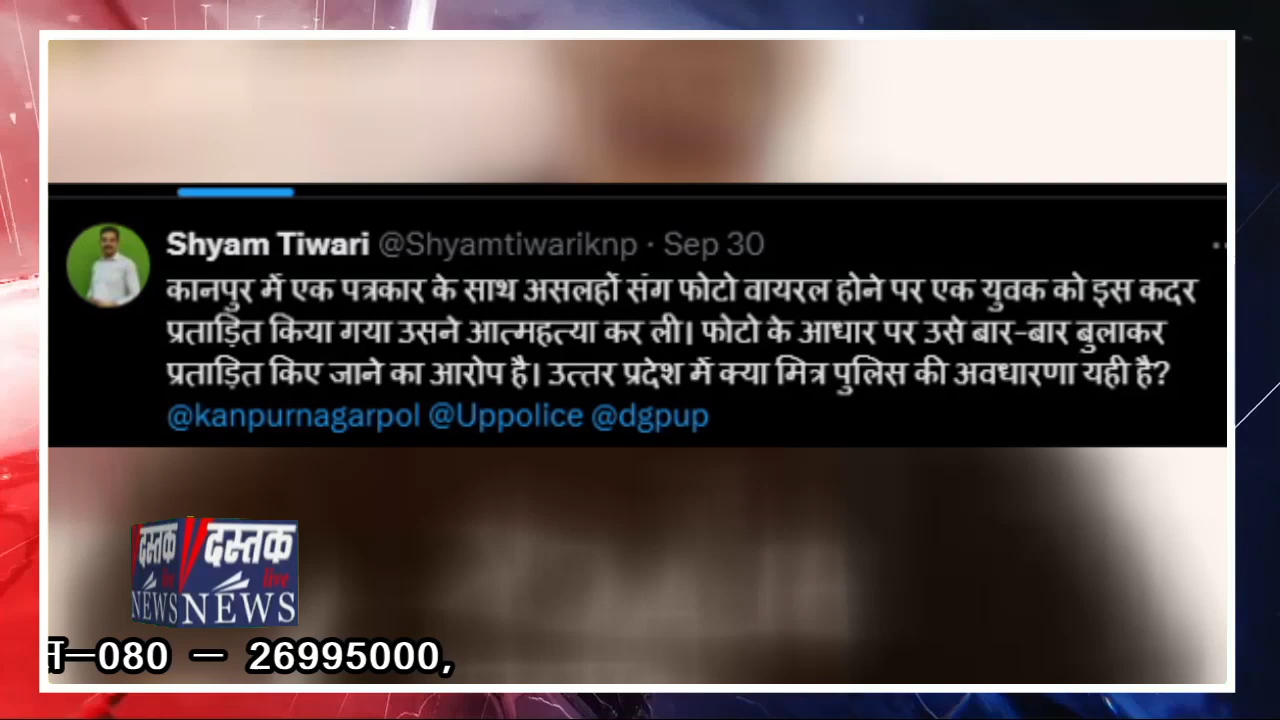 Shyam Tiwari @Shyamtiwariknp · Sep 30
कानपुर में एक पत्रकार के साथ असलहों संग फोटो वायरल होने पर एक युवक को इस कदर
प्रताड़ित किया गया उसने आत्महत्या कर ली। फोटो के आधार पर उसे बार-बार बुलाकर
प्रताड़ित किए जाने का आरोप है। उत्तर प्रदेश में क्या मित्र पुलिस की अवधारणा यही है?
@kanpurnagarpol @Uppolice @dgpup
दस्तक दस्तक
live live
NEWS NEWS
–080 – 26995000,